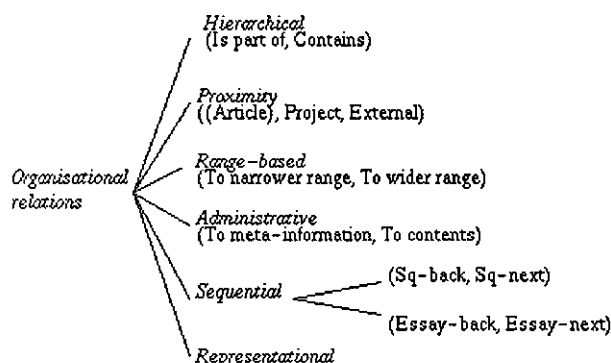 Hierarchical
(Is part of, Contains)
Proximity
((Article), Project, External)
Range-based
(To narrower range, To wider range)
Organisational
relations
Administrative
(To meta-information, To contents)
Sequential
(Sq-back, Sq-next)
(Essay-back, Essay-next)
Representational